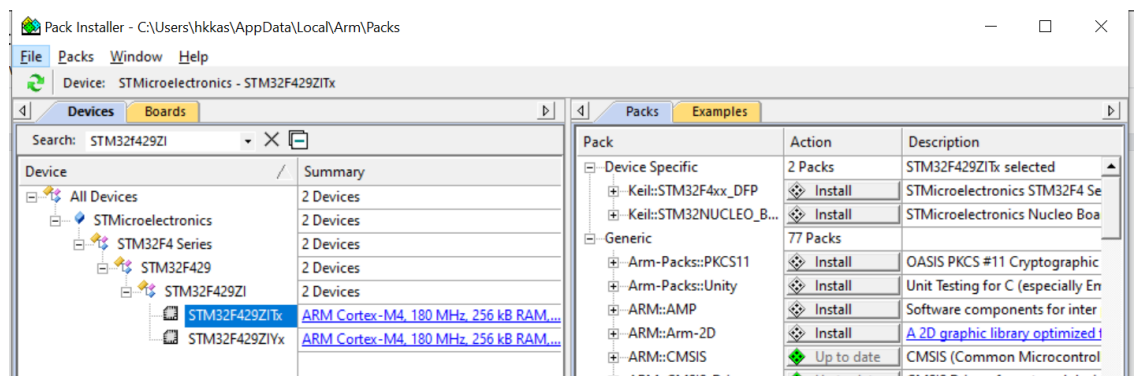 Pack Installer - C:\Users\hkkas\AppData\Local\Arm\Packs
File Packs Window Help
Device: STMicroelectronics - STM32F429ZITx
Devices Boards
Search: STM32f429ZI
Device Summary
All Devices 2 Devices
STMicroelectronics 2 Devices
STM32F4 Series 2 Devices
STM32F429 2 Devices
STM32F429ZI 2 Devices
STM32F429ZITx ARM Cortex-M4, 180 MHz, 256 kB RAM,...
STM32F429ZIYx ARM Cortex-M4, 180 MHz, 256 kB RAM,...
Packs Examples
Pack Action Description
Device Specific 2 Packs STM32F429ZITx selected
Keil::STM32F4xx_DFP Install STMicroelectronics STM32F4 Se
Keil::STM32NUCLEO_B... Install STMicroelectronics Nucleo Boa
Generic 77 Packs
Arm-Packs::PKCS11 Install OASIS PKCS #11 Cryptographic
Arm-Packs::Unity Install Unit Testing for C (especially Em
ARM::AMP Install Software components for inter
ARM::Arm-2D Install A 2D graphic library optimized f
ARM::CMSIS Up to date CMSIS (Common Microcontrol